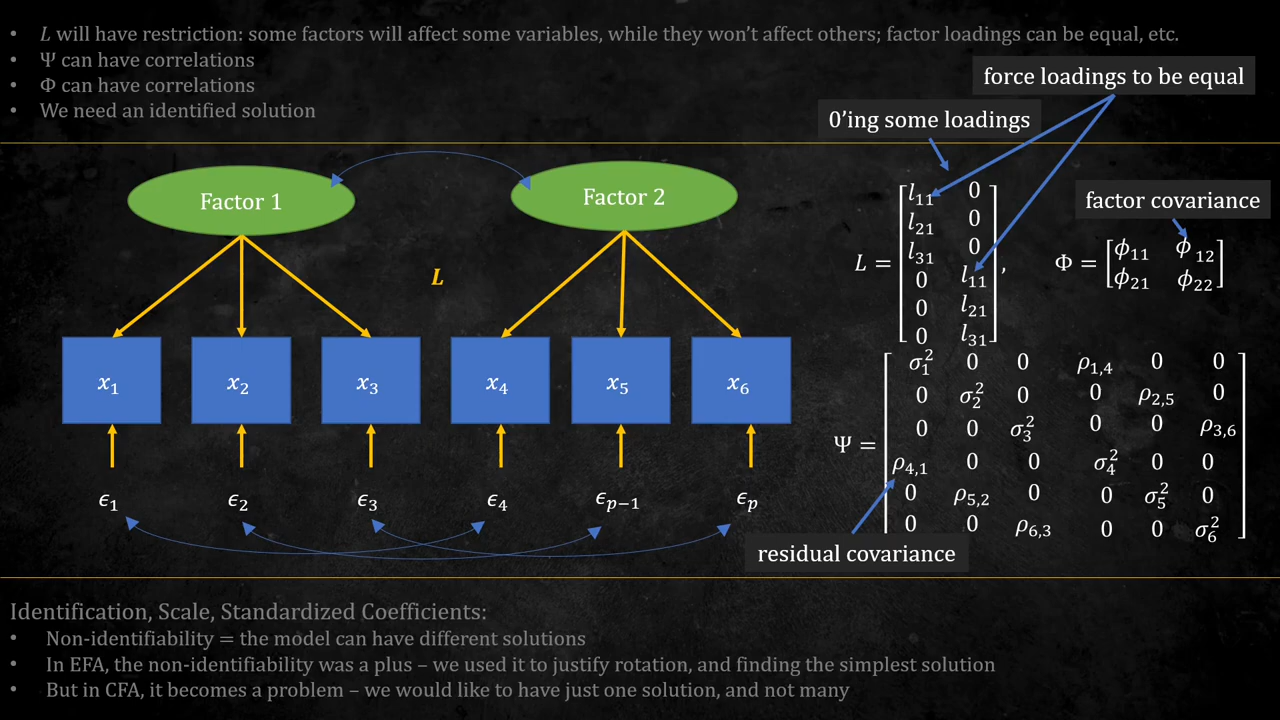 • L will have restriction: some factors will affect some variables, while they won't affect others; factor loadings can be equal, etc.
• Ψ can have correlations
• Φ can have correlations
• We need an identified solution
force loadings to be equal
0'ing some loadings
Factor 1
Factor 2
factor covariance
L
x₁ x₂ x₃ x₄ x₅ x₆
ϵ₁ ϵ₂ ϵ₃ ϵ₄ ϵₚ₋₁ ϵₚ
L =
l₁₁ 0
l₂₁ 0
l₃₁ 0
0 l₁₁
0 l₂₁
0 l₃₁
,
Φ =
ϕ₁₁ ϕ₁₂
ϕ₂₁ ϕ₂₂
Ψ =
σ₁² 0 0 ρ₁,₄ 0 0
0 σ₂² 0 0 ρ₂,₅ 0
0 0 σ₃² 0 0 ρ₃,₆
ρ₄,₁ 0 0 σ₄² 0 0
0 ρ₅,₂ 0 0 σ₅² 0
0 0 ρ₆,₃ 0 0 σ₆²
residual covariance
Identification, Scale, Standardized Coefficients:
• Non-identifiability = the model can have different solutions
• In EFA, the non-identifiability was a plus – we used it to justify rotation, and finding the simplest solution
• But in CFA, it becomes a problem – we would like to have just one solution, and not many